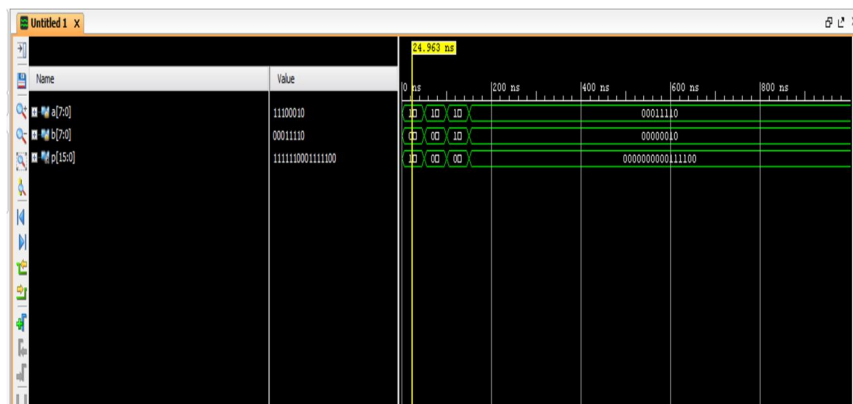 Untitled 1 X
24.963 ns
Name Value
0 ns 200 ns 400 ns 600 ns 800 ns
a[7:0] 11100010 00011110
b[7:0] 00011110 00000010
p[15:0] 1111110001111100 0000000000111100